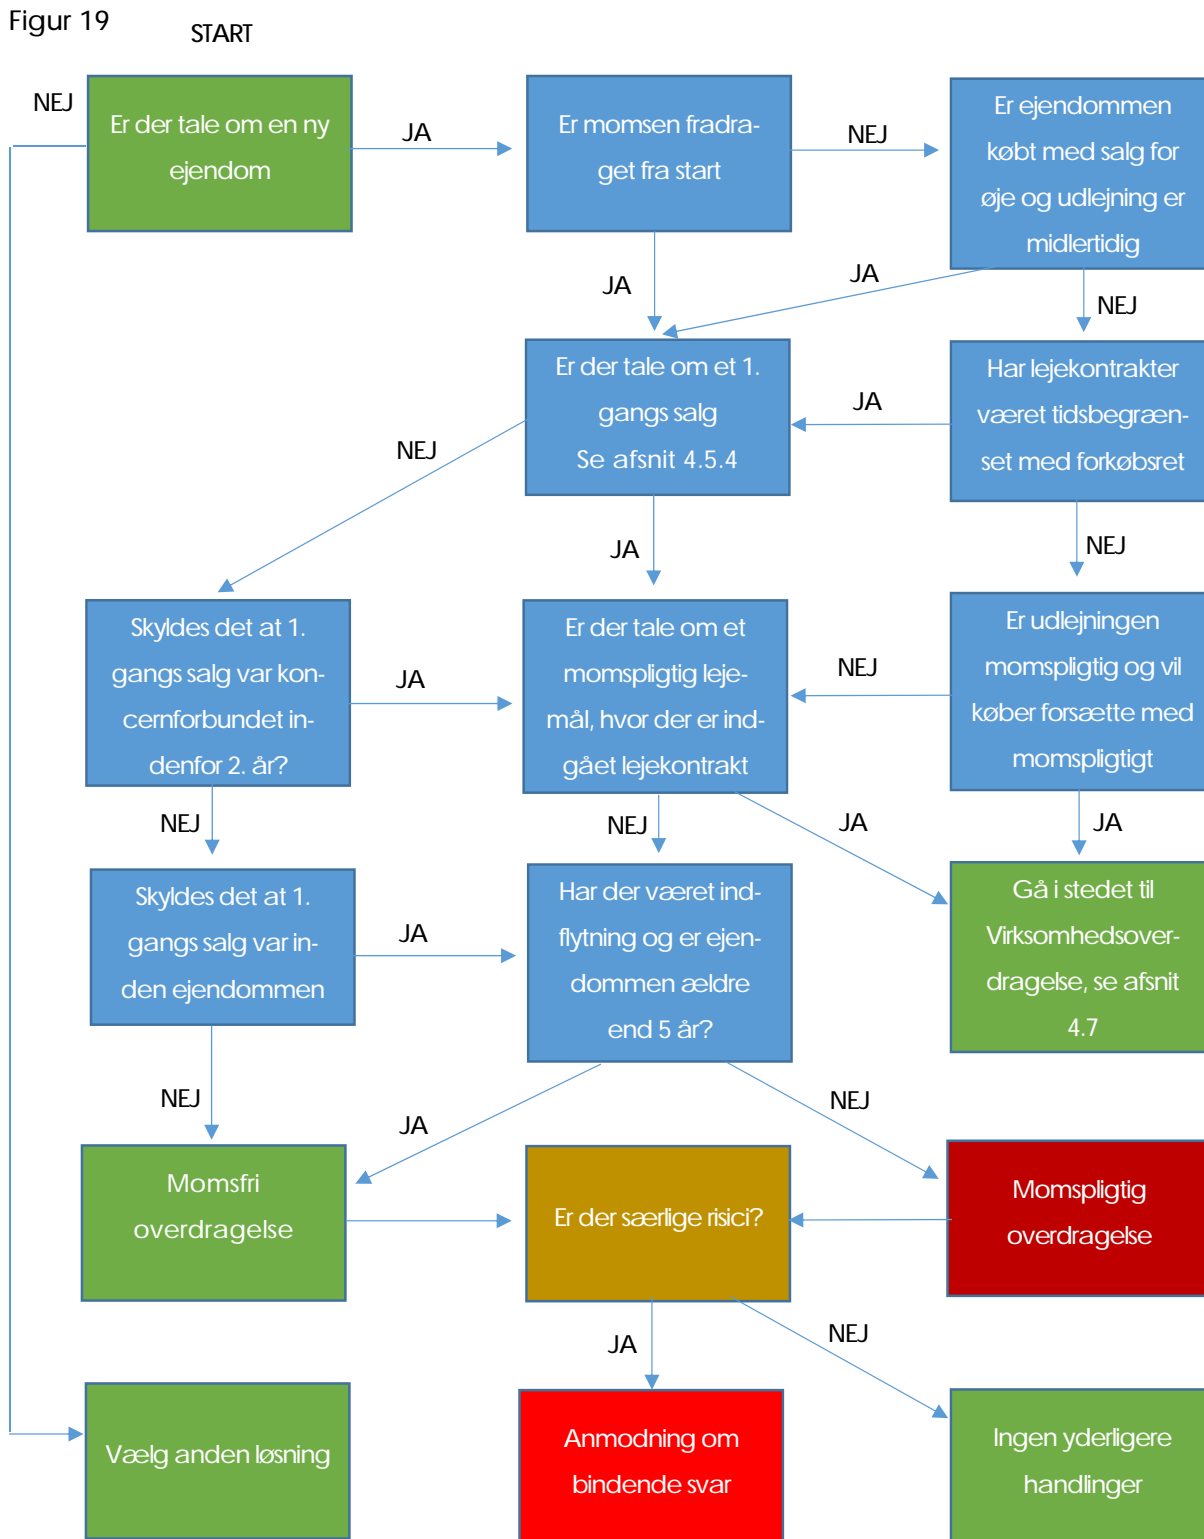 Figur 19
START
NEJ
Er der tale om en ny
ejendom
JA
Er momsen fradra-
get fra start
NEJ
Er ejendommen
købt med salg for
øje og udlejning er
midlertidig
JA
JA
NEJ
Er der tale om et 1.
gangs salg
Se afsnit 4.5.4
JA
Har lejekontrakter
været tidsbegræn-
set med forkøbsret
NEJ
JA
NEJ
Skyldes det at 1.
gangs salg var kon-
cernforbundet in-
denfor 2. år?
JA
Er der tale om et
momspligtig leje-
mål, hvor der er ind-
gået lejekontrakt
NEJ
Er udlejningen
momspligtig og vil
køber forsætte med
momspligtigt
NEJ
NEJ
JA
JA
Skyldes det at 1.
gangs salg var in-
den ejendommen
JA
Har der været ind-
flytning og er ejen-
dommen ældre
end 5 år?
Gå i stedet til
Virksomhedsover-
dragelse, se afsnit
4.7
NEJ
JA
NEJ
Momsfri
overdragelse
Er der særlige risici?
Momspligtig
overdragelse
JA
NEJ
Vælg anden løsning
Anmodning om
bindende svar
Ingen yderligere
handlinger